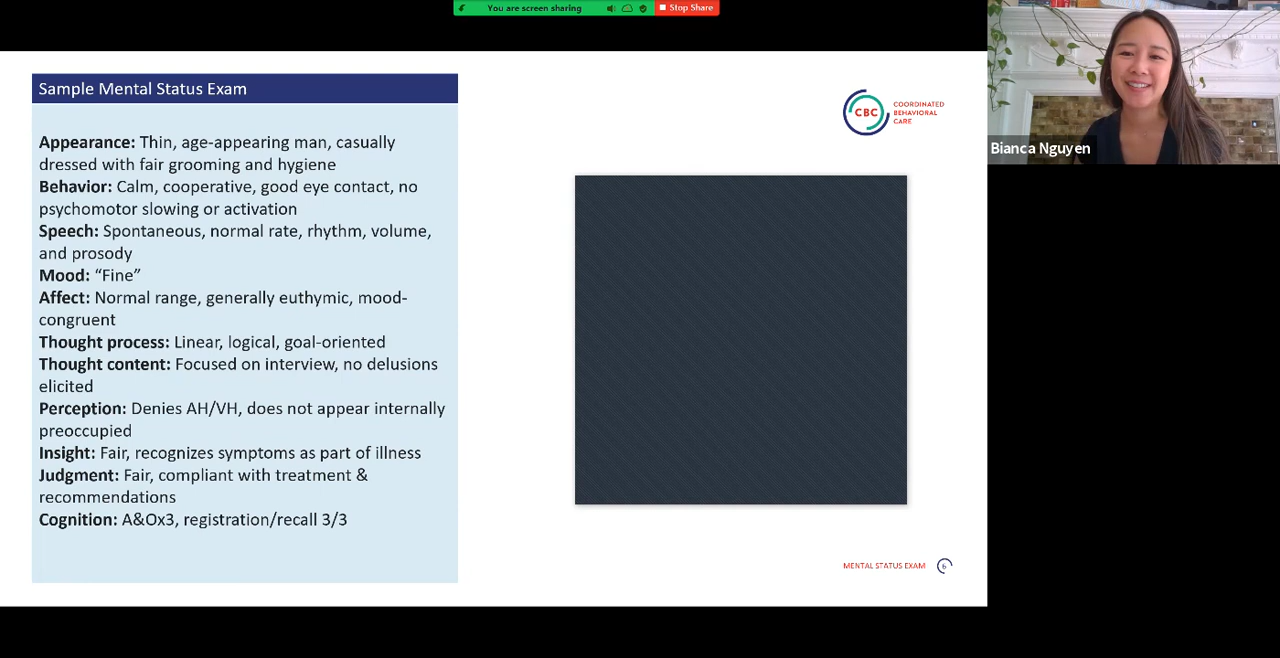 You are screen sharing
Stop Share
Sample Mental Status Exam
Appearance: Thin, age-appearing man, casually
dressed with fair grooming and hygiene
Behavior: Calm, cooperative, good eye contact, no
psychomotor slowing or activation
Speech: Spontaneous, normal rate, rhythm, volume,
and prosody
Mood: “Fine”
Affect: Normal range, generally euthymic, mood-
congruent
Thought process: Linear, logical, goal-oriented
Thought content: Focused on interview, no delusions
elicited
Perception: Denies AH/VH, does not appear internally
preoccupied
Insight: Fair, recognizes symptoms as part of illness
Judgment: Fair, compliant with treatment &
recommendations
Cognition: A&Ox3, registration/recall 3/3
CBC
COORDINATED
BEHAVIORAL
CARE
MENTAL STATUS EXAM
6
Bianca Nguyen